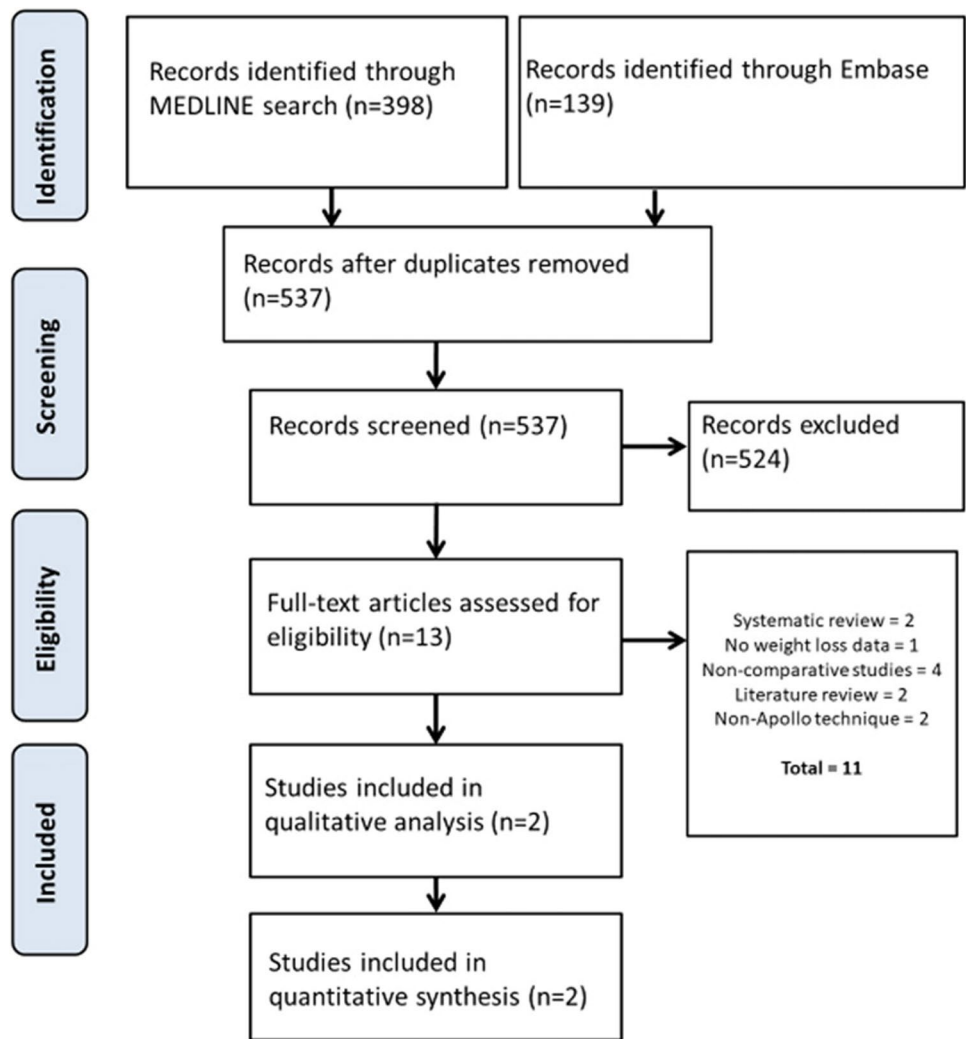 Identification
Records identified through
MEDLINE search (n=398)
Records identified through Embase
(n=139)
Records after duplicates removed
(n=537)
Screening
Records screened (n=537)
Records excluded
(n=524)
Eligibility
Full-text articles assessed for
eligibility (n=13)
Systematic review = 2
No weight loss data = 1
Non-comparative studies = 4
Literature review = 2
Non-Apollo technique = 2
Total = 11
Included
Studies included in
qualitative analysis (n=2)
Studies included in
quantitative synthesis (n=2)